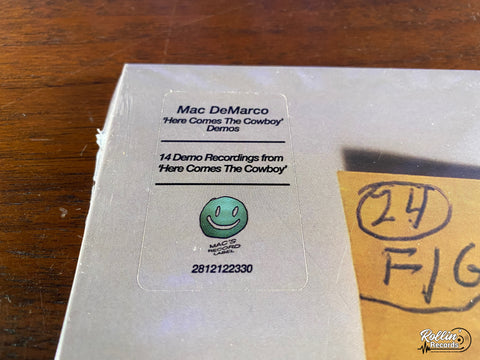 Mac DeMarco
'Here Comes The Cowboy'
Demos
14 Demo Recordings from
'Here Comes The Cowboy'
MAC'S
RECORD
LABEL
2812122330
24
F/G
Rollin'
Records